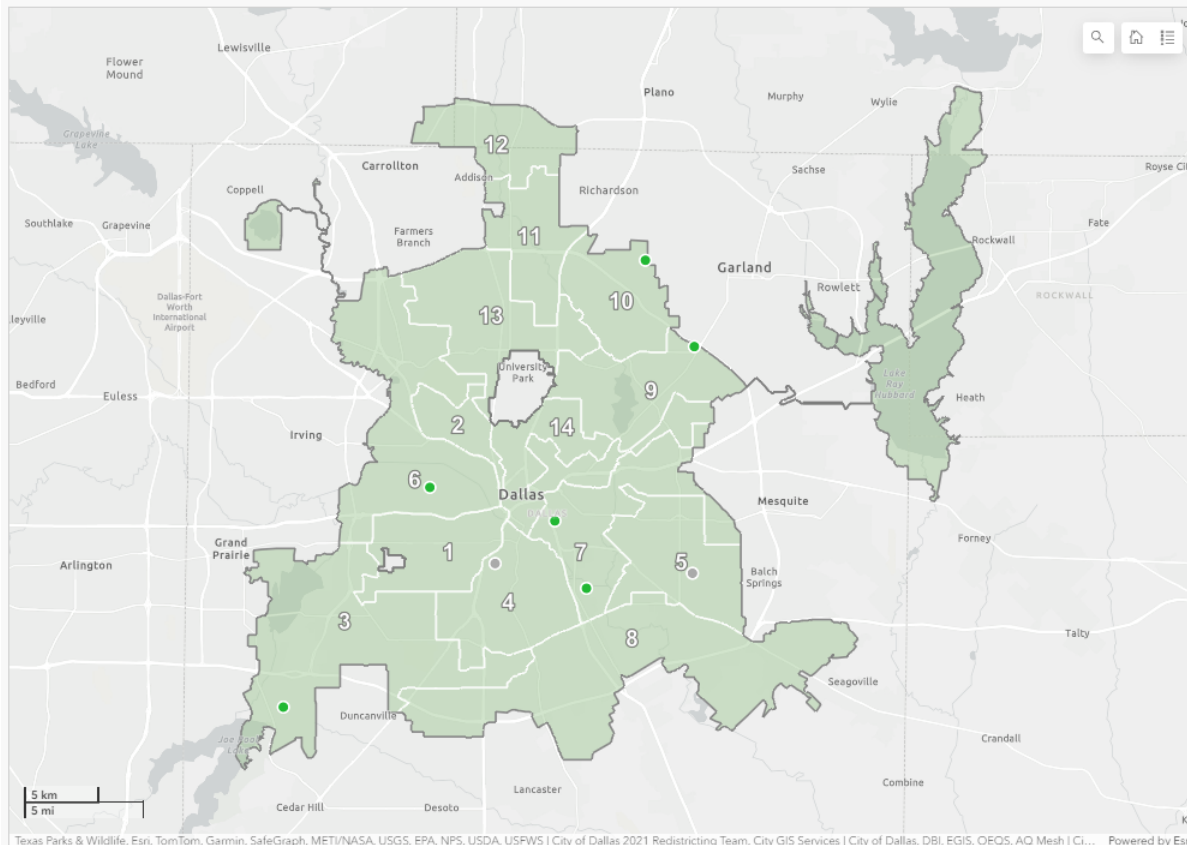 Lewisville
Flower
Mound
Plano
Murphy
Wylie
Grapevine
Lake
12
Carrollton
Addison
Richardson
Sachse
Royse Cit
Coppell
Southlake
Grapevine
Farmers
Branch
11
Fate
Rockwall
Garland
Rowlett
ROCKWALL
Dallas-Fort
Worth
International
Airport
10
13
lleyville
University
Park
Bedford
Euless
9
Lake
Ray
Hubbard
Heath
Irving
2
14
6
Dallas
DALLAS
Mesquite
Grand
Prairie
Forney
Arlington
1
7
5
Balch
Springs
4
3
8
Talty
Seagoville
Duncanville
Joe Pool
Lake
Crandall
Combine
Lancaster
Cedar Hill
Desoto
5 km
5 mi
Texas Parks & Wildlife, Esri, TomTom, Garmin, SafeGraph, METI/NASA, USGS, EPA, NPS, USDA, USFWS | City of Dallas 2021 Redistricting Team, City GIS Services | City of Dallas, DBI, EGIS, OEQS, AQ Mesh | Ci... Powered by Esri